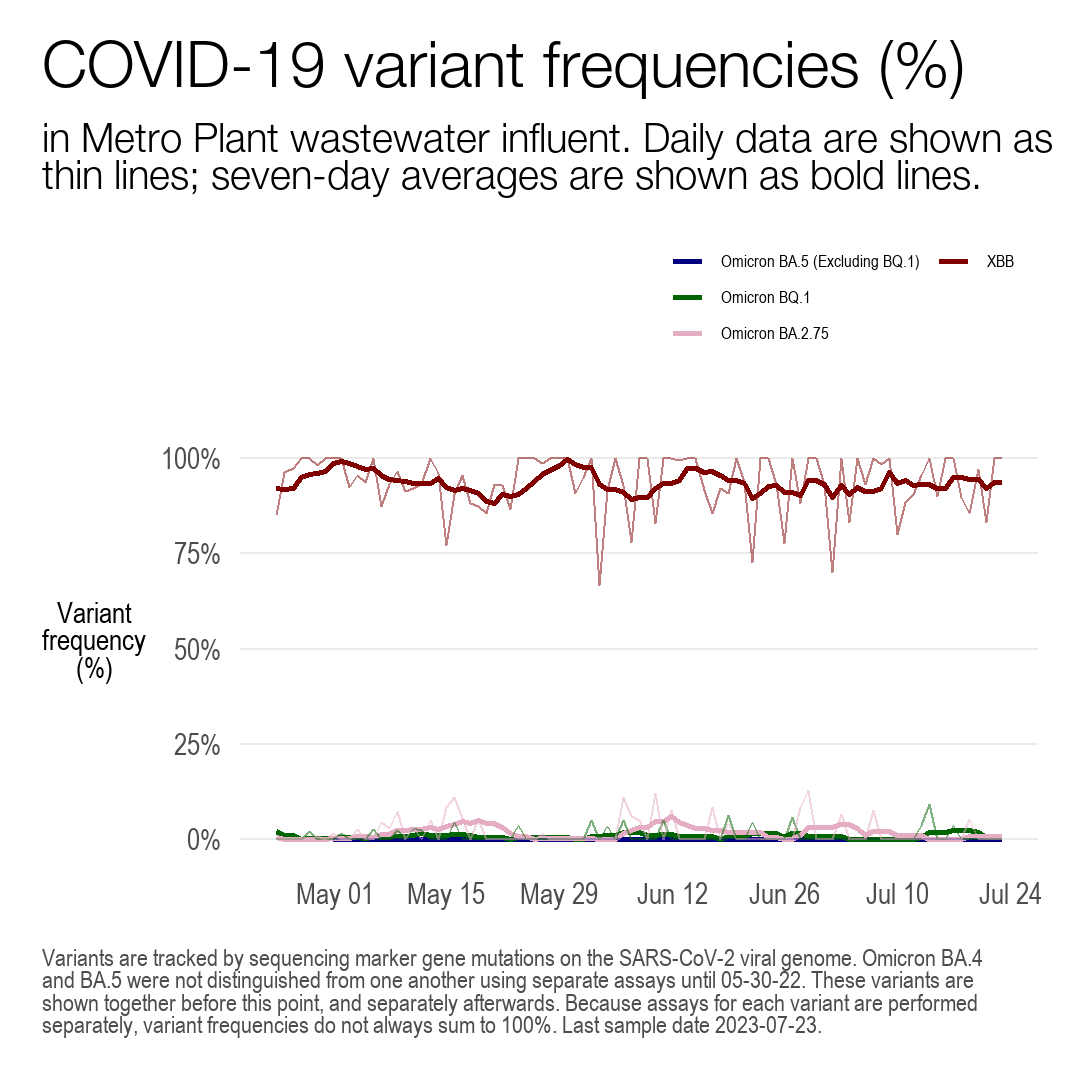 COVID-19 variant frequencies (%)
in Metro Plant wastewater influent. Daily data are shown as
thin lines; seven-day averages are shown as bold lines.
Omicron BA.5 (Excluding BQ.1)
XBB
Omicron BQ.1
Omicron BA.2.75
100%
75%
50%
25%
0%
Variant
frequency
(%)
May 01
May 15
May 29
Jun 12
Jun 26
Jul 10
Jul 24
Variants are tracked by sequencing marker gene mutations on the SARS-CoV-2 viral genome. Omicron BA.4
and BA.5 were not distinguished from one another using separate assays until 05-30-22. These variants are
shown together before this point, and separately afterwards. Because assays for each variant are performed
separately, variant frequencies do not always sum to 100%. Last sample date 2023-07-23.